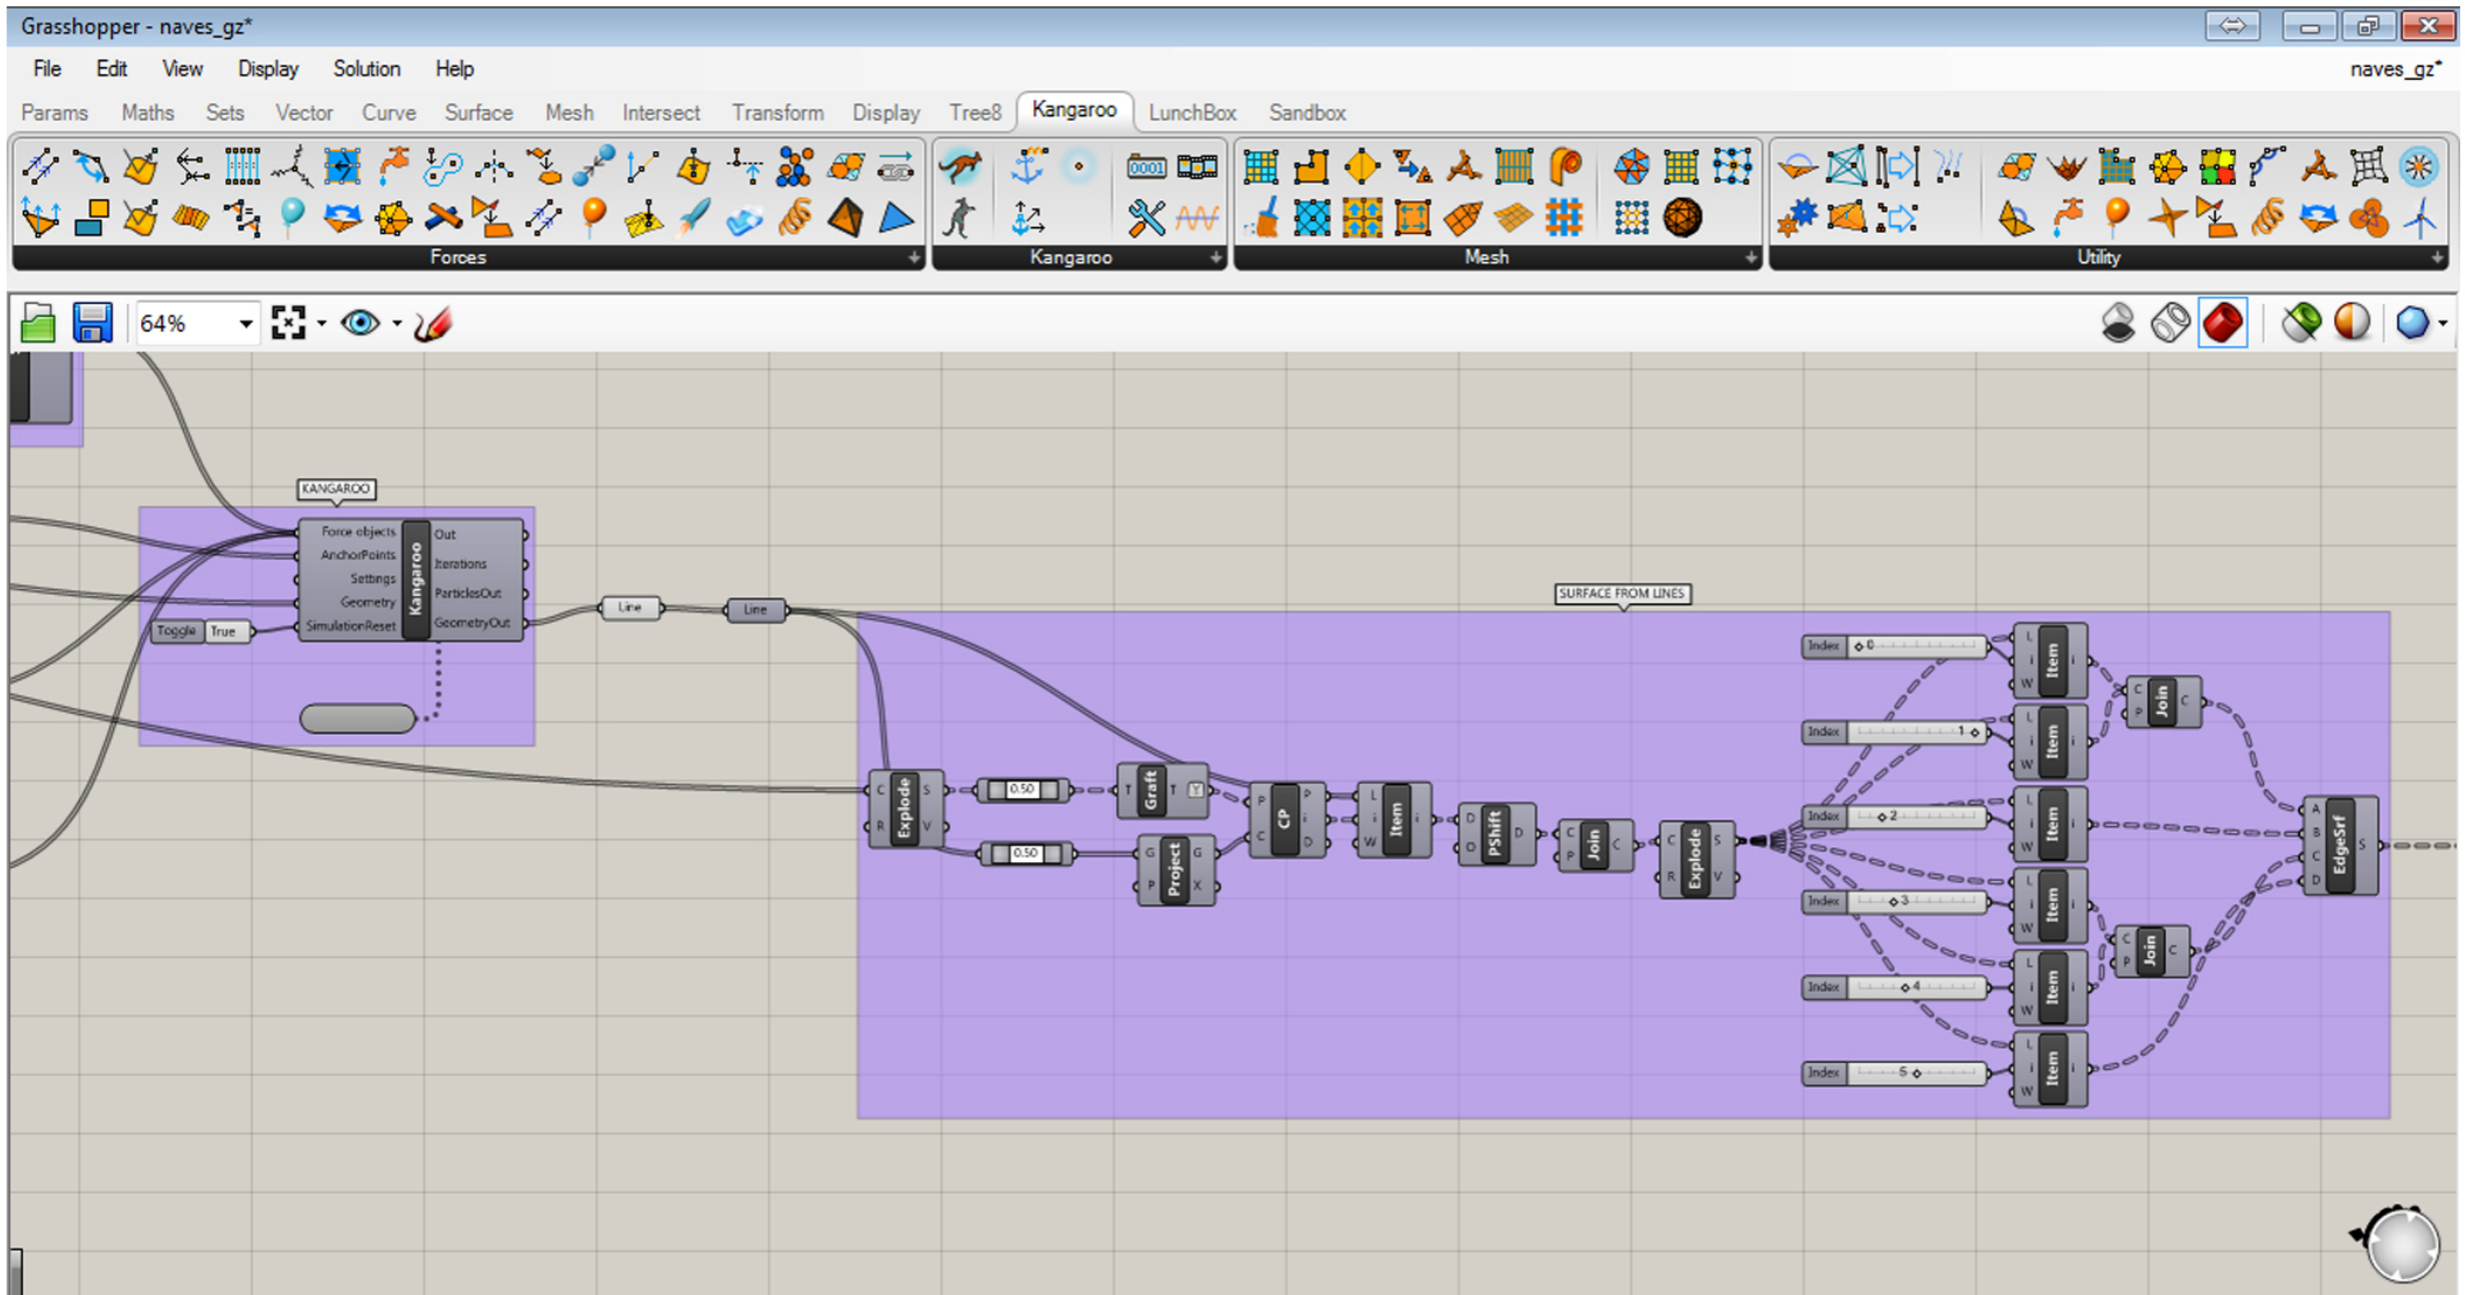 Grasshopper - naves_gz*
File Edit View Display Solution Help naves_gz*
Params Maths Sets Vector Curve Surface Mesh Intersect Transform Display Tree8 Kangaroo LunchBox Sandbox
0001
Forces Kangaroo Mesh Utility
64%
KANGAROO
Force objects
AnchorPoints
Settings
Geometry
SimulationReset
Kangaroo
Out
Iterations
ParticlesOut
GeometryOut
Toggle True
Line
Line
SURFACE FROM LINES
C R Explode S V
0.50
0.50
T Graft T
G P Project G X
P C CP P i D
L i W Item i
D O PShift D
C P Join C
C R Explode S V
Index 0
L i W Item i
Index 1
L i W Item i
Index 2
L i W Item i
Index 3
L i W Item i
Index 4
L i W Item i
Index 5
L i W Item i
C P Join C
C P Join C
A B C D EdgeSrf S